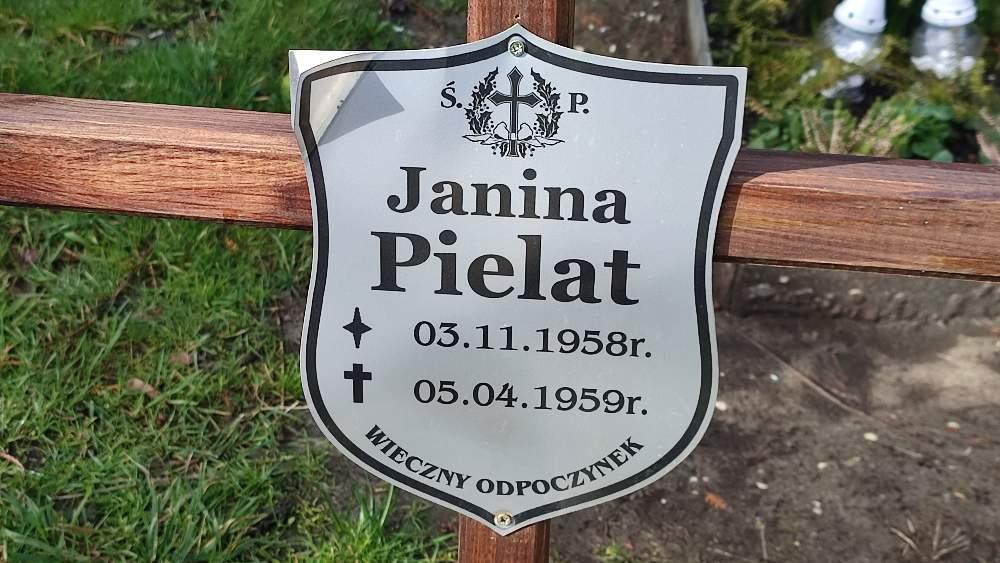 Ś. P.
Janina
Pielat
03.11.1958r.
05.04.1959r.
WIECZNY ODPOCZYNEK